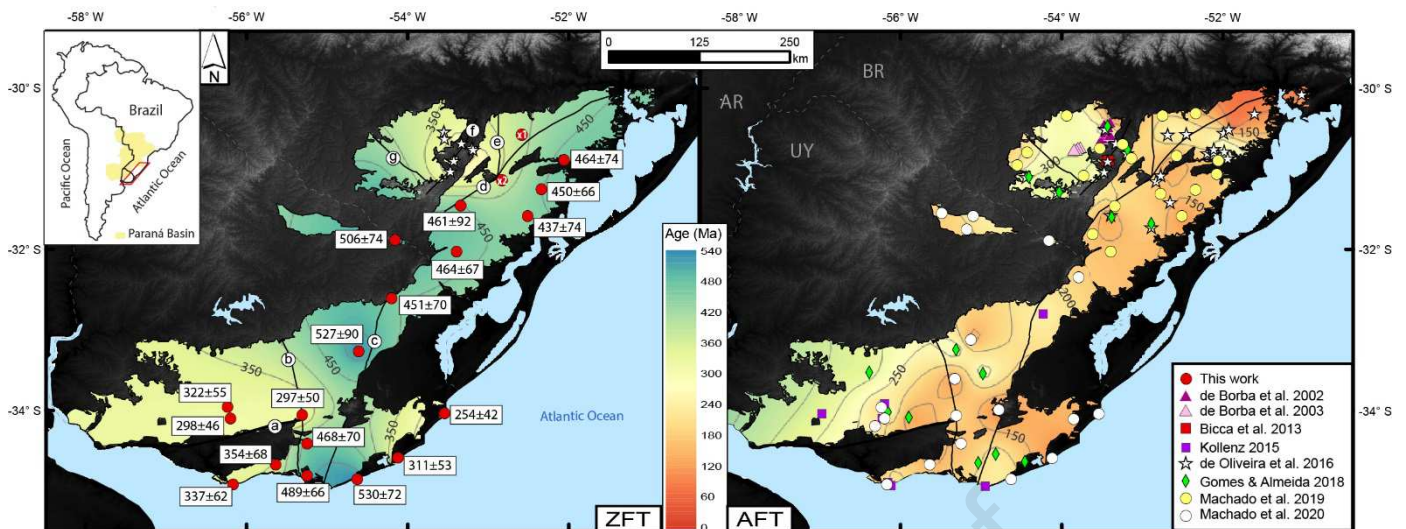 -58° W
-56° W
-54° W
-52° W
-58° W
-56° W
-54° W
-52° W
-30° S
-32° S
-34° S
-30° S
-32° S
-34° S
Brazil
Pacific Ocean
Atlantic Ocean
Paraná Basin
N
0 125 250
km
BR
AR
UY
350
450
f
x1
e
g
x2
d
464±74
450±66
461±92
437±74
506±74
464±67
450
451±70
527±90
c
b
350
450
322±55
297±50
298±46
a
254±42
468±70
350
354±68
311±53
337±62
489±66
530±72
Atlantic Ocean
ZFT
Age (Ma)
540
480
420
360
300
240
180
120
60
0
AFT
150
300
150
200
250
150
This work
de Borba et al. 2002
de Borba et al. 2003
Bicca et al. 2013
Kollenz 2015
de Oliveira et al. 2016
Gomes & Almeida 2018
Machado et al. 2019
Machado et al. 2020
f